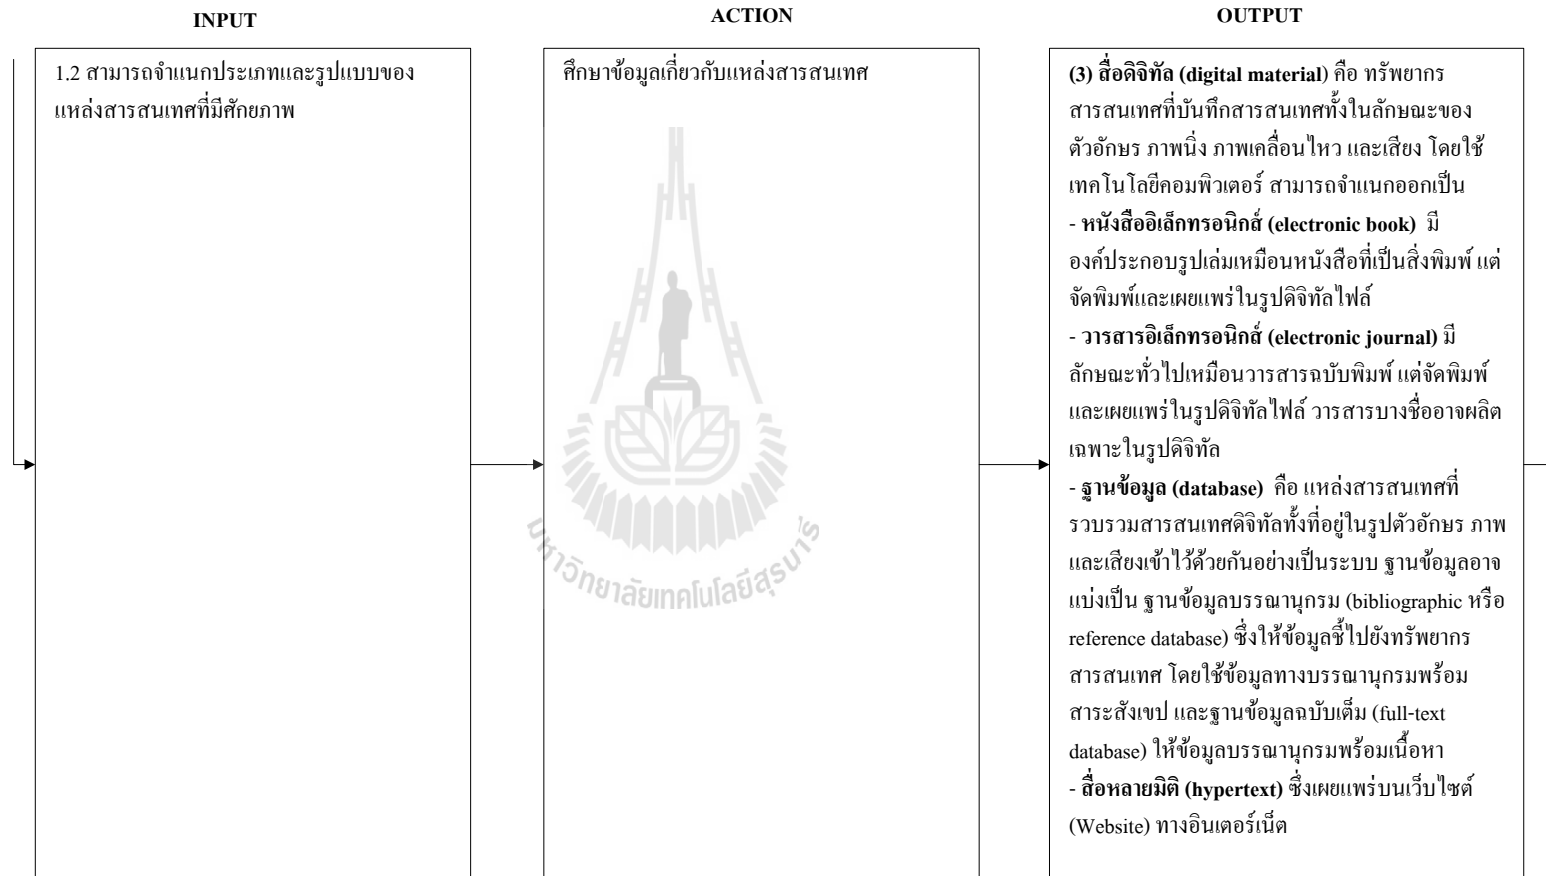 INPUT
ACTION
OUTPUT
1.2 สามารถจำแนกประเภทและรูปแบบของ
แหล่งสารสนเทศที่มีศักยภาพ
ศึกษาข้อมูลเกี่ยวกับแหล่งสารสนเทศ
(3) สื่อดิจิทัล (digital material) คือ ทรัพยากร
สารสนเทศที่บันทึกสารสนเทศทั้งในลักษณะของ
ตัวอักษร ภาพนิ่ง ภาพเคลื่อนไหว และเสียง โดยใช้
เทคโนโลยีคอมพิวเตอร์ สามารถจำแนกออกเป็น
- หนังสืออิเล็กทรอนิกส์ (electronic book) มี
องค์ประกอบรูปเล่มเหมือนหนังสือที่เป็นสิ่งพิมพ์ แต่
จัดพิมพ์และเผยแพร่ในรูปดิจิทัลไฟล์
- วารสารอิเล็กทรอนิกส์ (electronic journal) มี
ลักษณะทั่วไปเหมือนวารสารฉบับพิมพ์ แต่จัดพิมพ์
และเผยแพร่ในรูปดิจิทัลไฟล์ วารสารบางชื่ออาจผลิต
เฉพาะในรูปดิจิทัล
- ฐานข้อมูล (database) คือ แหล่งสารสนเทศที่
รวบรวมสารสนเทศดิจิทัลทั้งที่อยู่ในรูปตัวอักษร ภาพ
และเสียงเข้าไว้ด้วยกันอย่างเป็นระบบ ฐานข้อมูลอาจ
แบ่งเป็น ฐานข้อมูลบรรณานุกรม (bibliographic หรือ
reference database) ซึ่งให้ข้อมูลชี้ไปยังทรัพยากร
สารสนเทศ โดยใช้ข้อมูลทางบรรณานุกรมพร้อม
สาระสังเขป และฐานข้อมูลฉบับเต็ม (full-text
database) ให้ข้อมูลบรรณานุกรมพร้อมเนื้อหา
- สื่อหลายมิติ (hypertext) ซึ่งเผยแพร่บนเว็บไซต์
(Website) ทางอินเตอร์เน็ต
มหาวิทยาลัยเทคโนโลยีสุรนารี